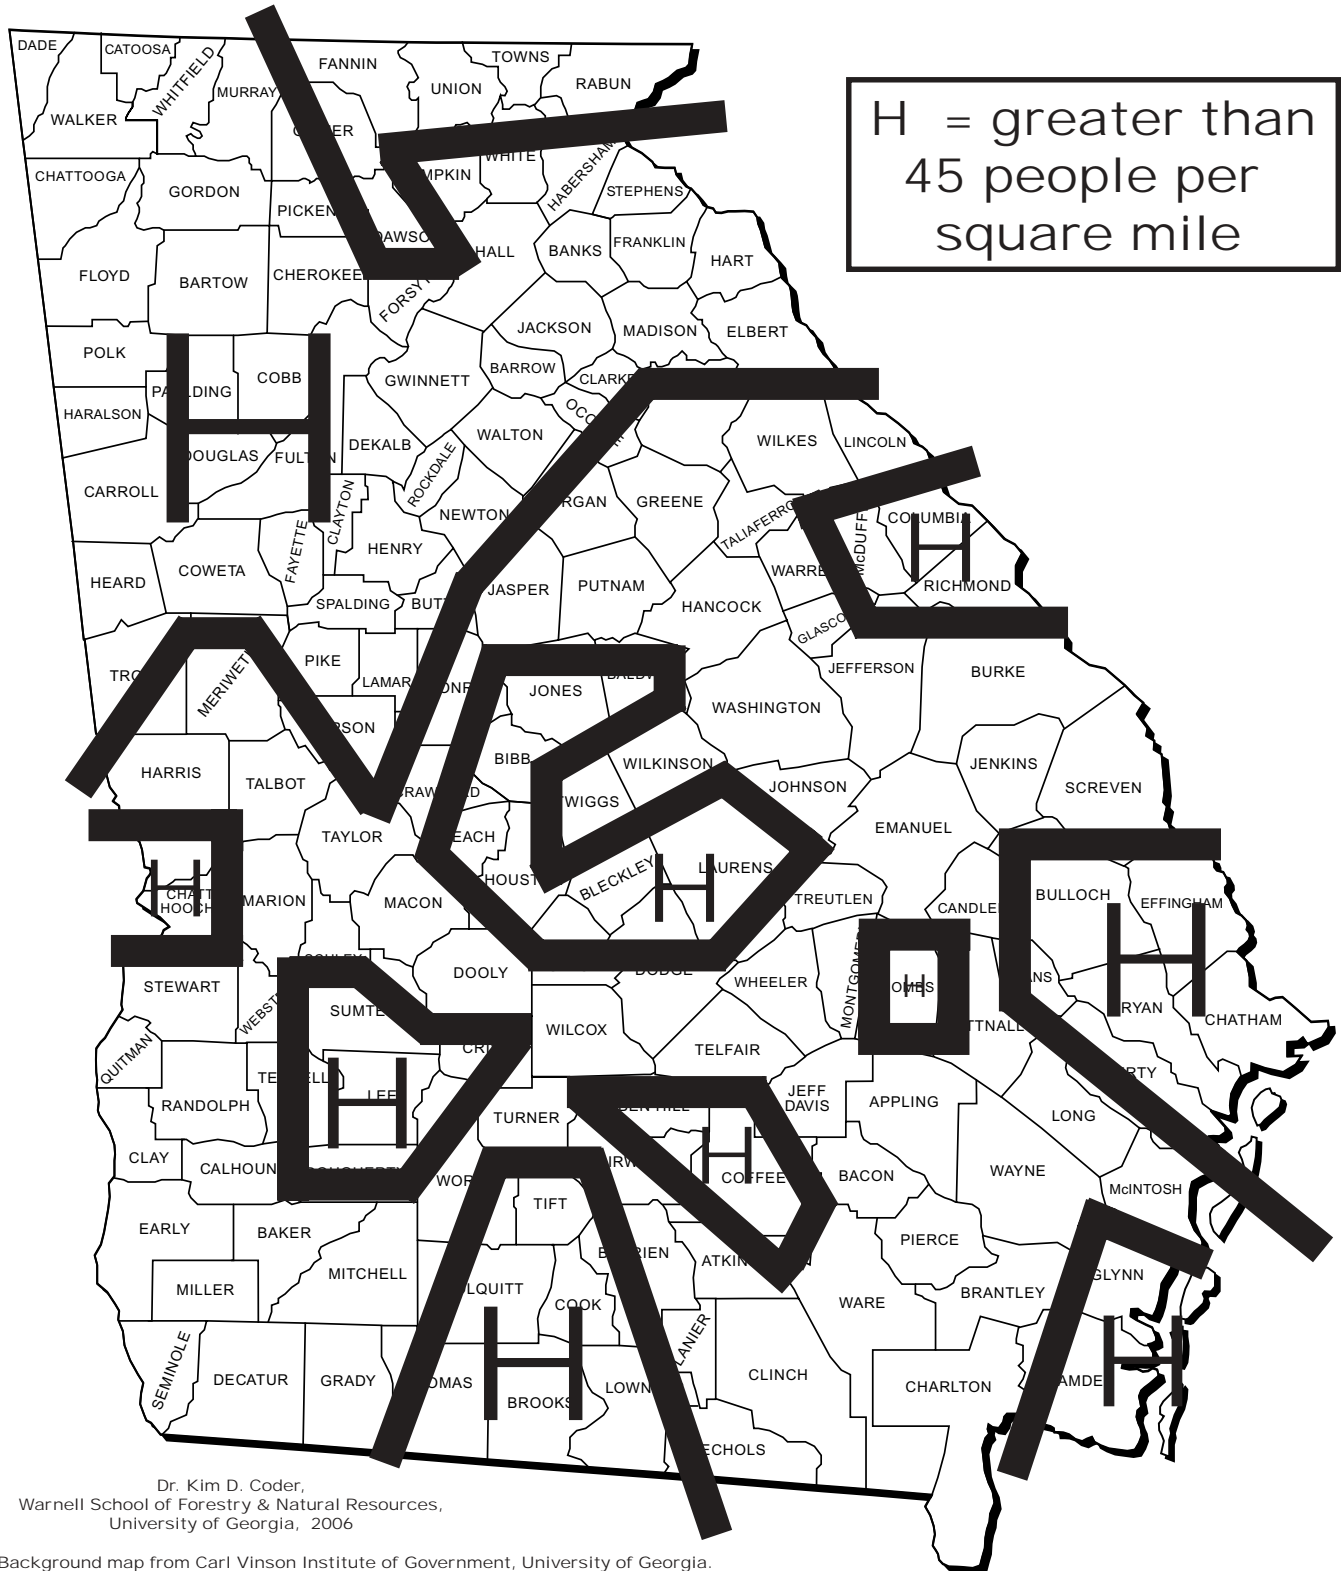 H = greater than
45 people per
square mile
DADE
CATOOSA
WHITFIELD
MURRAY
FANNIN
UNION
TOWNS
RABUN
WALKER
WHITE
HABERSHAM
CHATTOOGA
GORDON
STEPHENS
HALL
BANKS
FRANKLIN
HART
FLOYD
BARTOW
CHEROKEE
JACKSON
MADISON
ELBERT
POLK
COBB
GWINNETT
BARROW
HARALSON
DEKALB
WALTON
WILKES
LINCOLN
H
DOUGLAS
CARROLL
ROCKDALE
NEWTON
GREENE
CLAYTON
FAYETTE
COLUMBIA
H
RICHMOND
HENRY
HEARD
COWETA
SPALDING
JASPER
PUTNAM
HANCOCK
PIKE
JONES
JEFFERSON
BURKE
WASHINGTON
HARRIS
TALBOT
BIBB
WILKINSON
JOHNSON
JENKINS
SCREVEN
TAYLOR
TWIGGS
EMANUEL
H
CHATT
HOOCH
MARION
MACON
BLECKLEY
H
LAURENS
TREUTLEN
BULLOCH
EFFINGHAM
H
STEWART
DOOLY
DODGE
WHEELER
MONTGOMERY
H
CHATHAM
WILCOX
TELFAIR
QUITMAN
RANDOLPH
H
LEE
TURNER
JEFF
DAVIS
APPLING
LONG
CLAY
CALHOUN
H
COFFEE
BACON
WAYNE
McINTOSH
EARLY
BAKER
TIFT
PIERCE
MILLER
MITCHELL
COOK
WARE
BRANTLEY
GLYNN
SEMINOLE
DECATUR
GRADY
H
BROOKS
LANIER
CLINCH
CHARLTON
H
ECHOLS
Dr. Kim D. Coder,
Warnell School of Forestry & Natural Resources,
University of Georgia, 2006
Background map from Carl Vinson Institute of Government, University of Georgia.